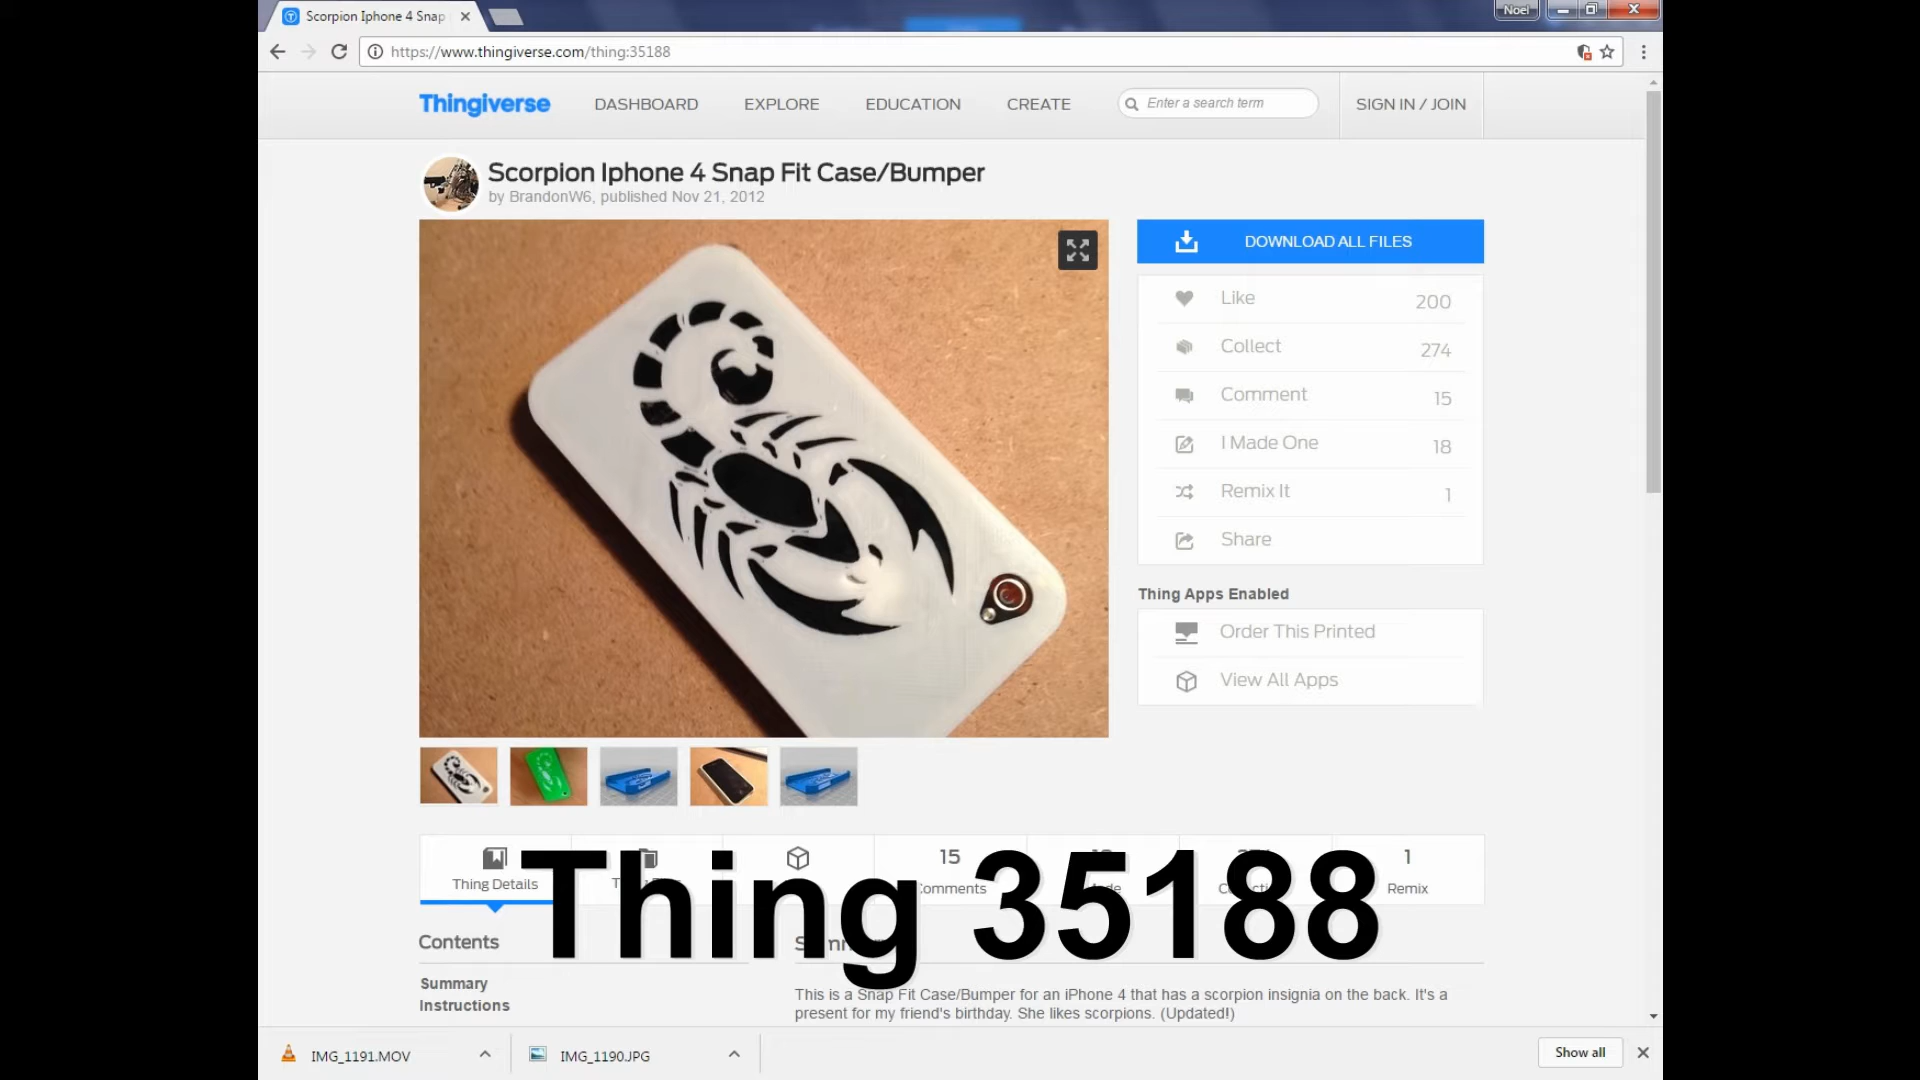 Scorpion Iphone 4 Snap
Noel
https://www.thingiverse.com/thing:35188
Thingiverse
DASHBOARD
EXPLORE
EDUCATION
CREATE
Enter a search term
SIGN IN / JOIN
Scorpion Iphone 4 Snap Fit Case/Bumper
by BrandonW6, published Nov 21, 2012
DOWNLOAD ALL FILES
Like 200
Collect 274
Comment 15
I Made One 18
Remix It 1
Share
Thing Apps Enabled
Order This Printed
View All Apps
15
1
Thing Details
Remix
Thing 35188
Contents
Summary
Instructions
This is a Snap Fit Case/Bumper for an iPhone 4 that has a scorpion insignia on the back. It's a
present for my friend's birthday. She likes scorpions. (Updated!)
IMG_1191.MOV
IMG_1190.JPG
Show all